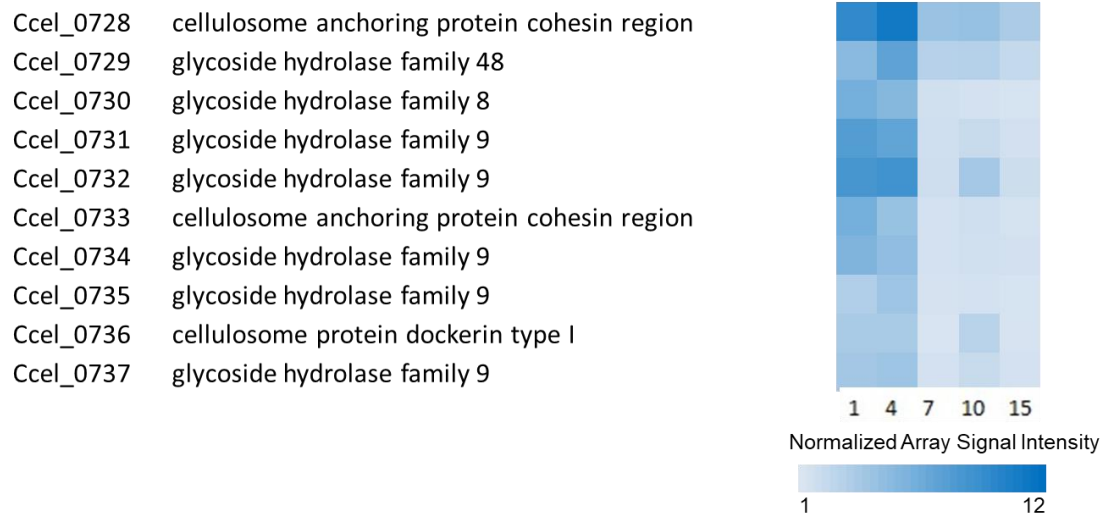 Ccel_0728 cellulosome anchoring protein cohesin region
Ccel_0729 glycoside hydrolase family 48
Ccel_0730 glycoside hydrolase family 8
Ccel_0731 glycoside hydrolase family 9
Ccel_0732 glycoside hydrolase family 9
Ccel_0733 cellulosome anchoring protein cohesin region
Ccel_0734 glycoside hydrolase family 9
Ccel_0735 glycoside hydrolase family 9
Ccel_0736 cellulosome protein dockerin type I
Ccel_0737 glycoside hydrolase family 9
1 4 7 10 15
Normalized Array Signal Intensity
1 12